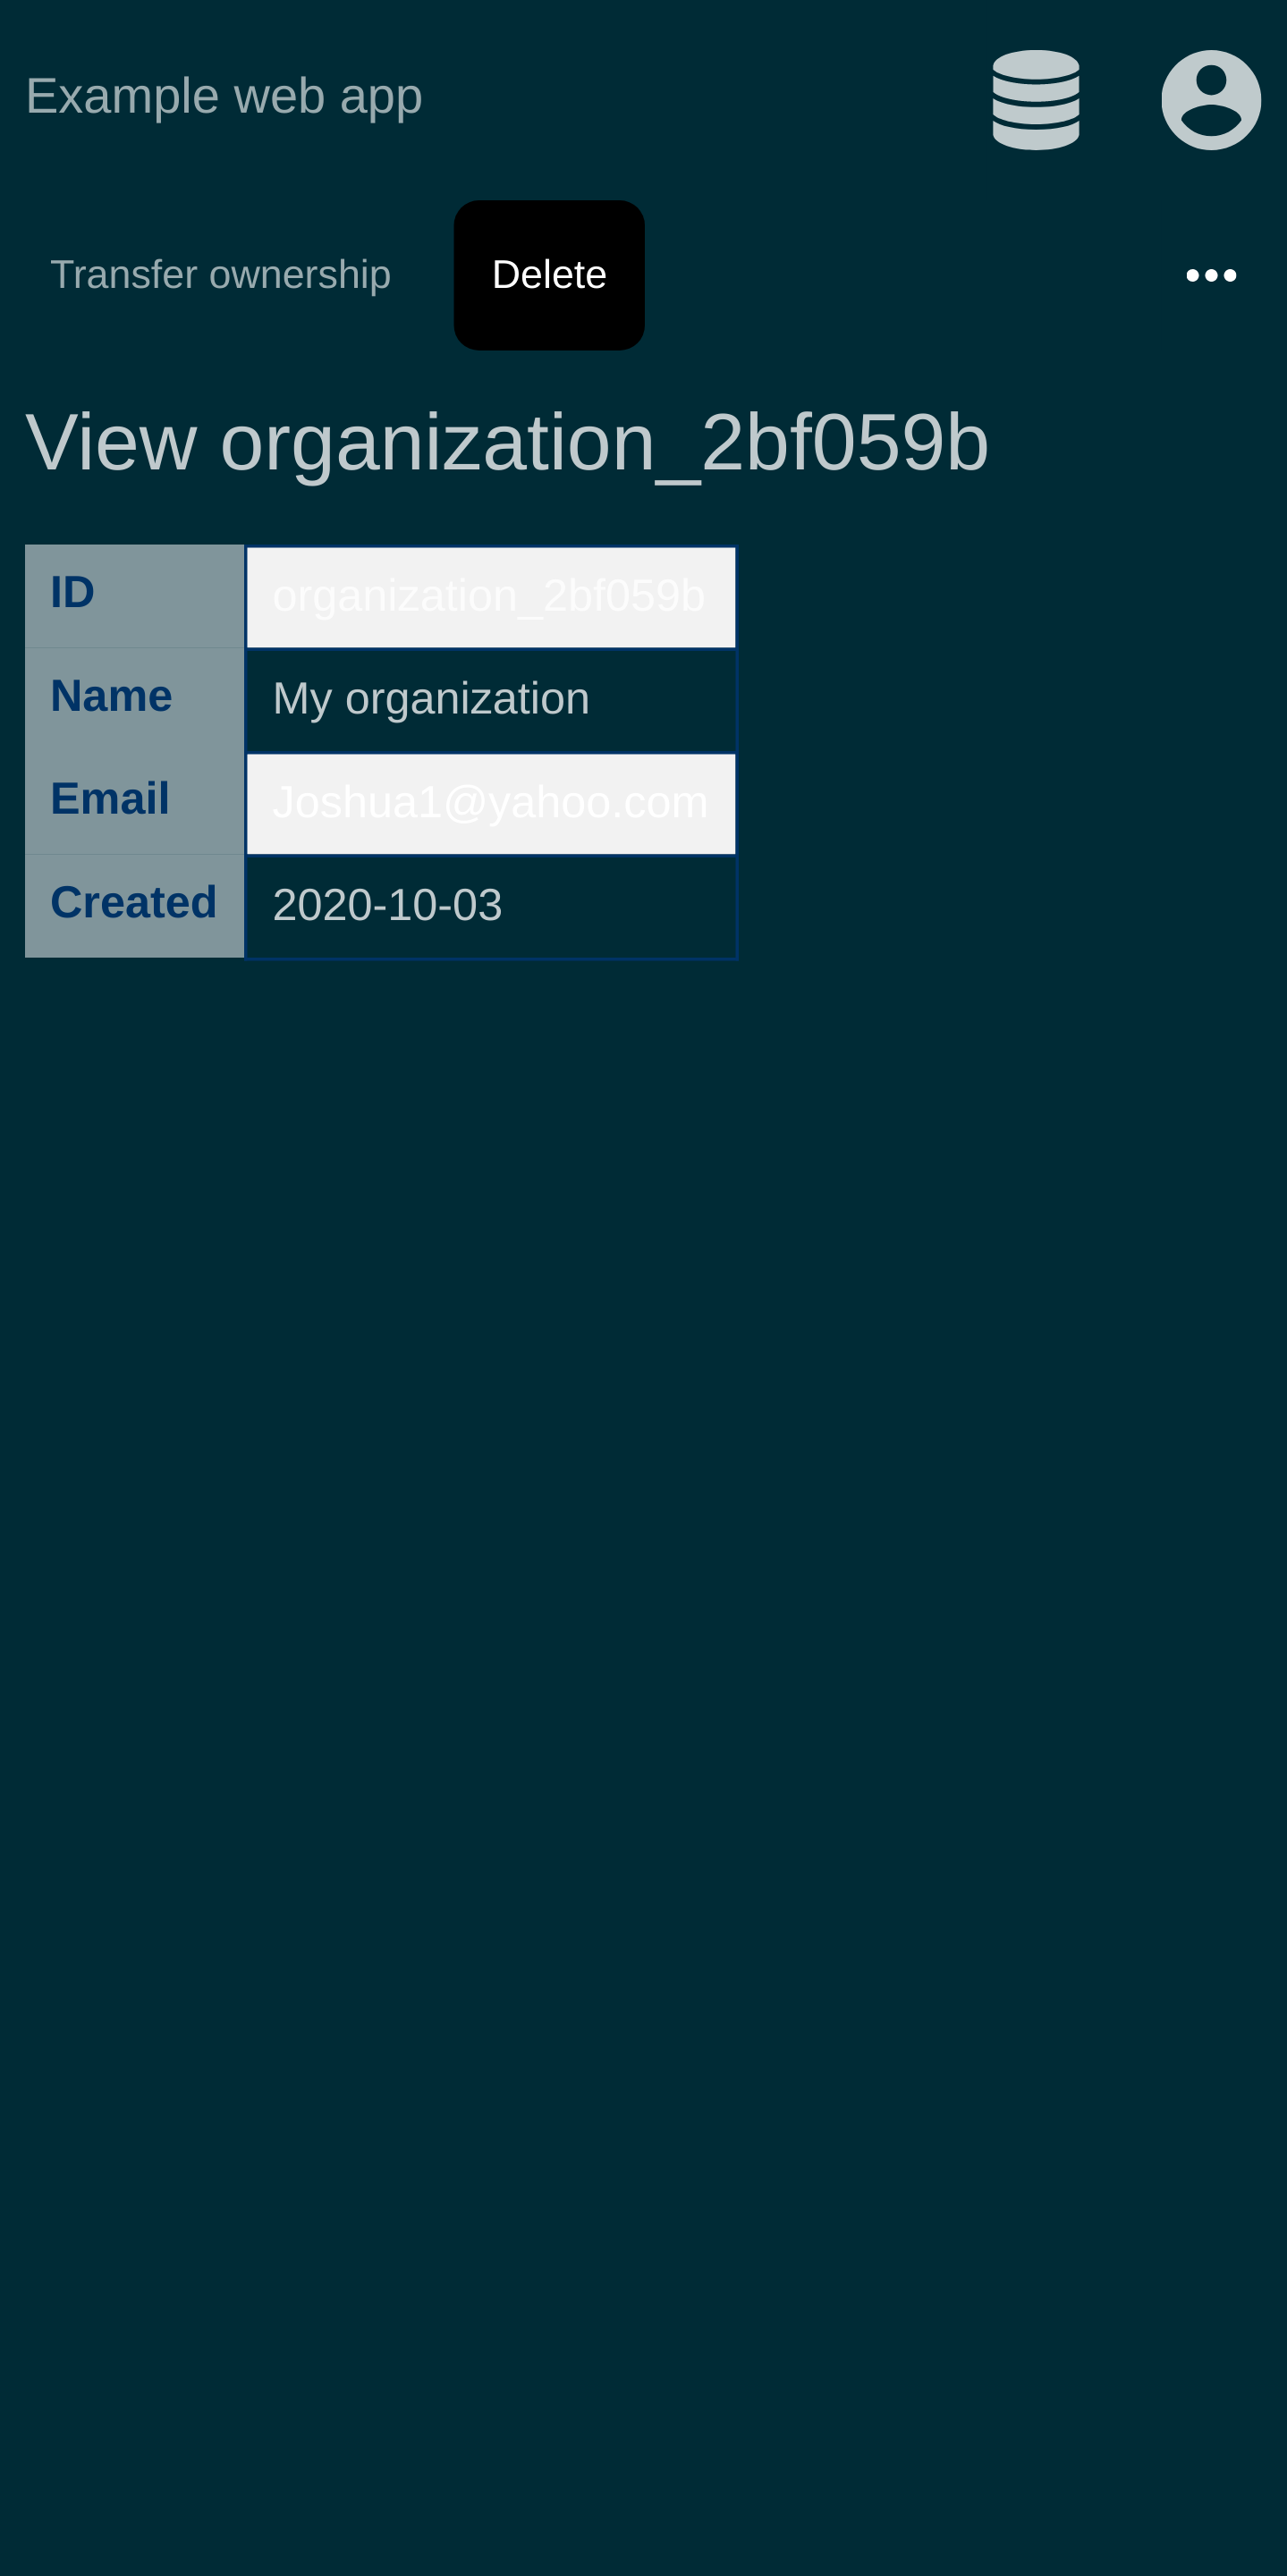 Example web app
Transfer ownership Delete
View organization_2bf059b
ID organization_2bf059b
Name My organization
Email Joshua1@yahoo.com
Created 2020-10-03